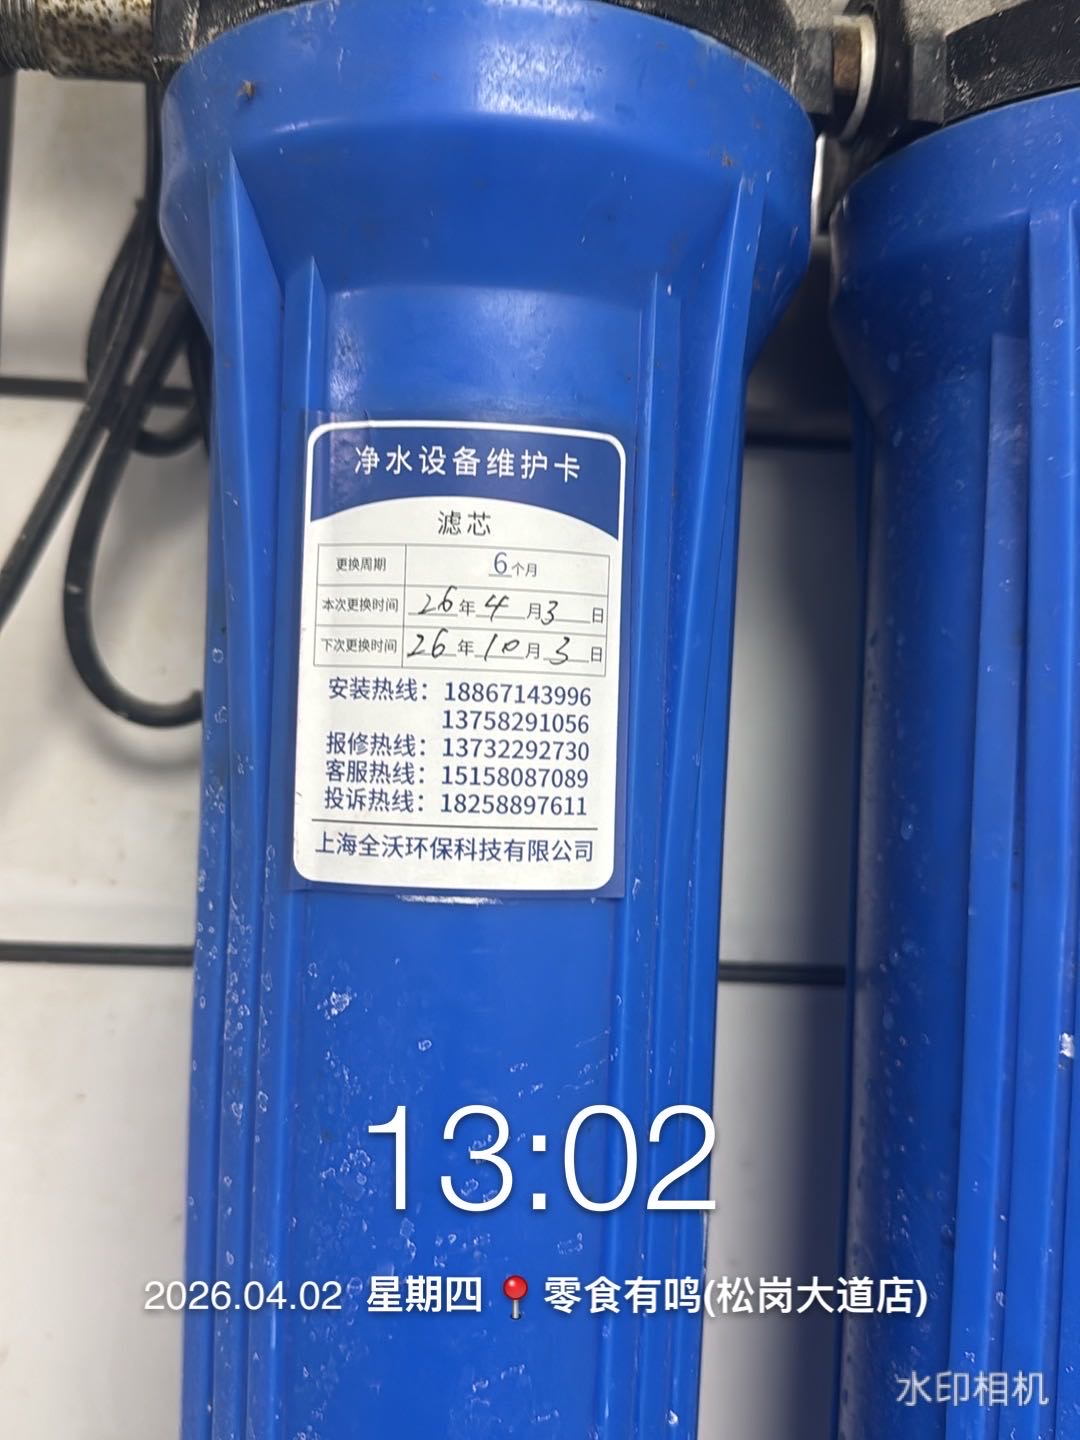 净水设备维护卡
滤芯
更换周期 6个月
本次更换时间 26年4月3日
下次更换时间 26年10月3日
安装热线：18867143996
13758291056
报修热线：13732292730
客服热线：15158087089
投诉热线：18258897611
上海全沃环保科技有限公司
13:02
2026.04.02 星期四 📍零食有鸣(松岗大道店)
水印相机